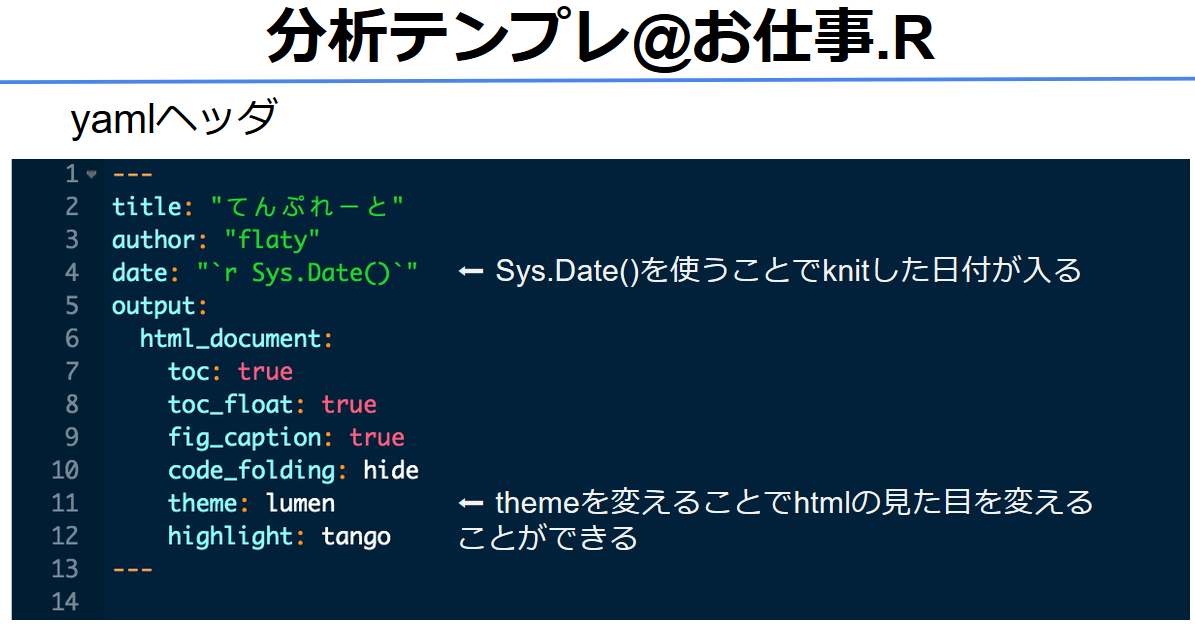 分析テンプレ@お仕事.R
yamlヘッダ
1 ---
2 title: "てんぷれーと"
3 author: "flaty"
4 date: "`r Sys.Date()`" ← Sys.Date()を使うことでknitした日付が入る
5 output:
6   html_document:
7     toc: true
8     toc_float: true
9     fig_caption: true
10     code_folding: hide
11     theme: lumen ← themeを変えることでhtmlの見た目を変える
12     highlight: tango ことができる
13 ---
14